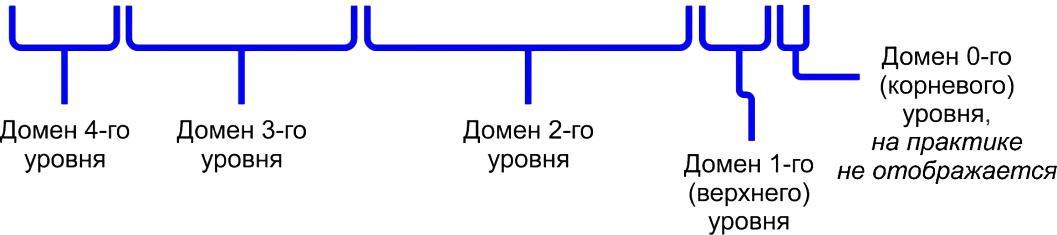 Домен 4-го
уровня
Домен 3-го
уровня
Домен 2-го
уровня
Домен 1-го
(верхнего)
уровня
Домен 0-го
(корневого)
уровня,
на практике
не отображается